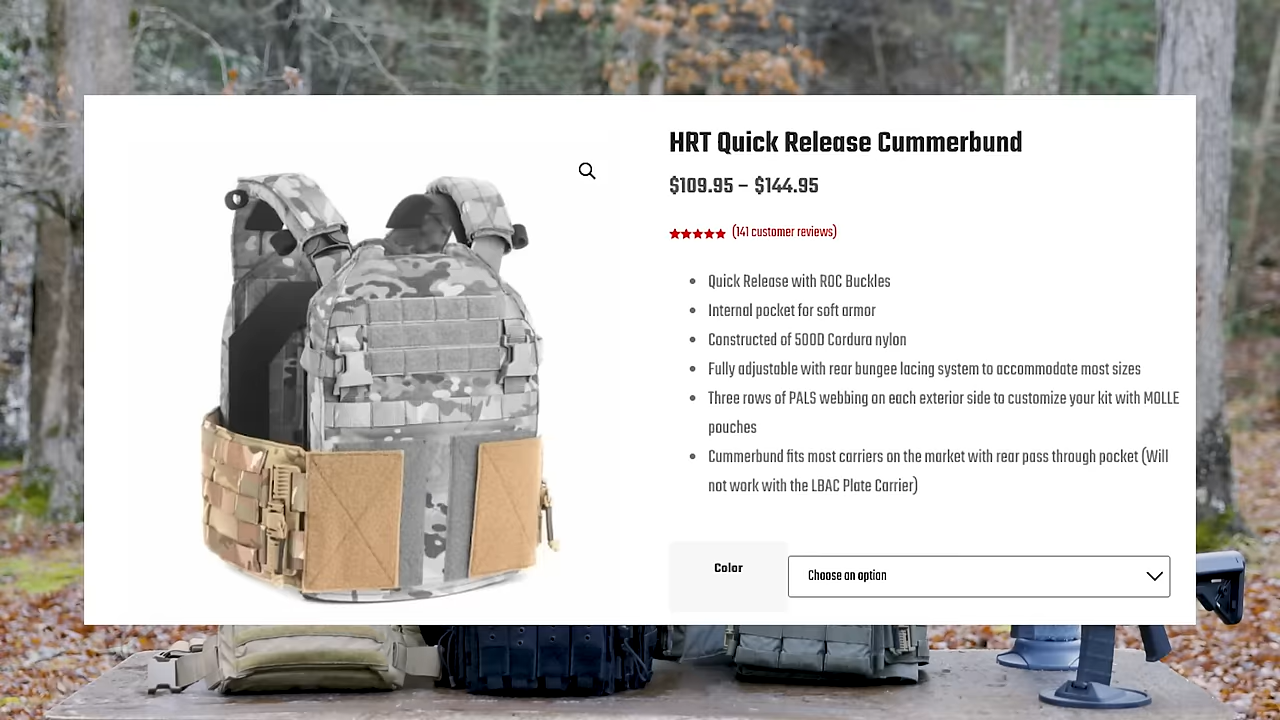 HRT Quick Release Cummerbund
$109.95 – $144.95
(141 customer reviews)
Quick Release with ROC Buckles
Internal pocket for soft armor
Constructed of 500D Cordura nylon
Fully adjustable with rear bungee lacing system to accommodate most sizes
Three rows of PALS webbing on each exterior side to customize your kit with MOLLE
pouches
Cummerbund fits most carriers on the market with rear pass through pocket (Will
not work with the LBAC Plate Carrier)
Color
Choose an option